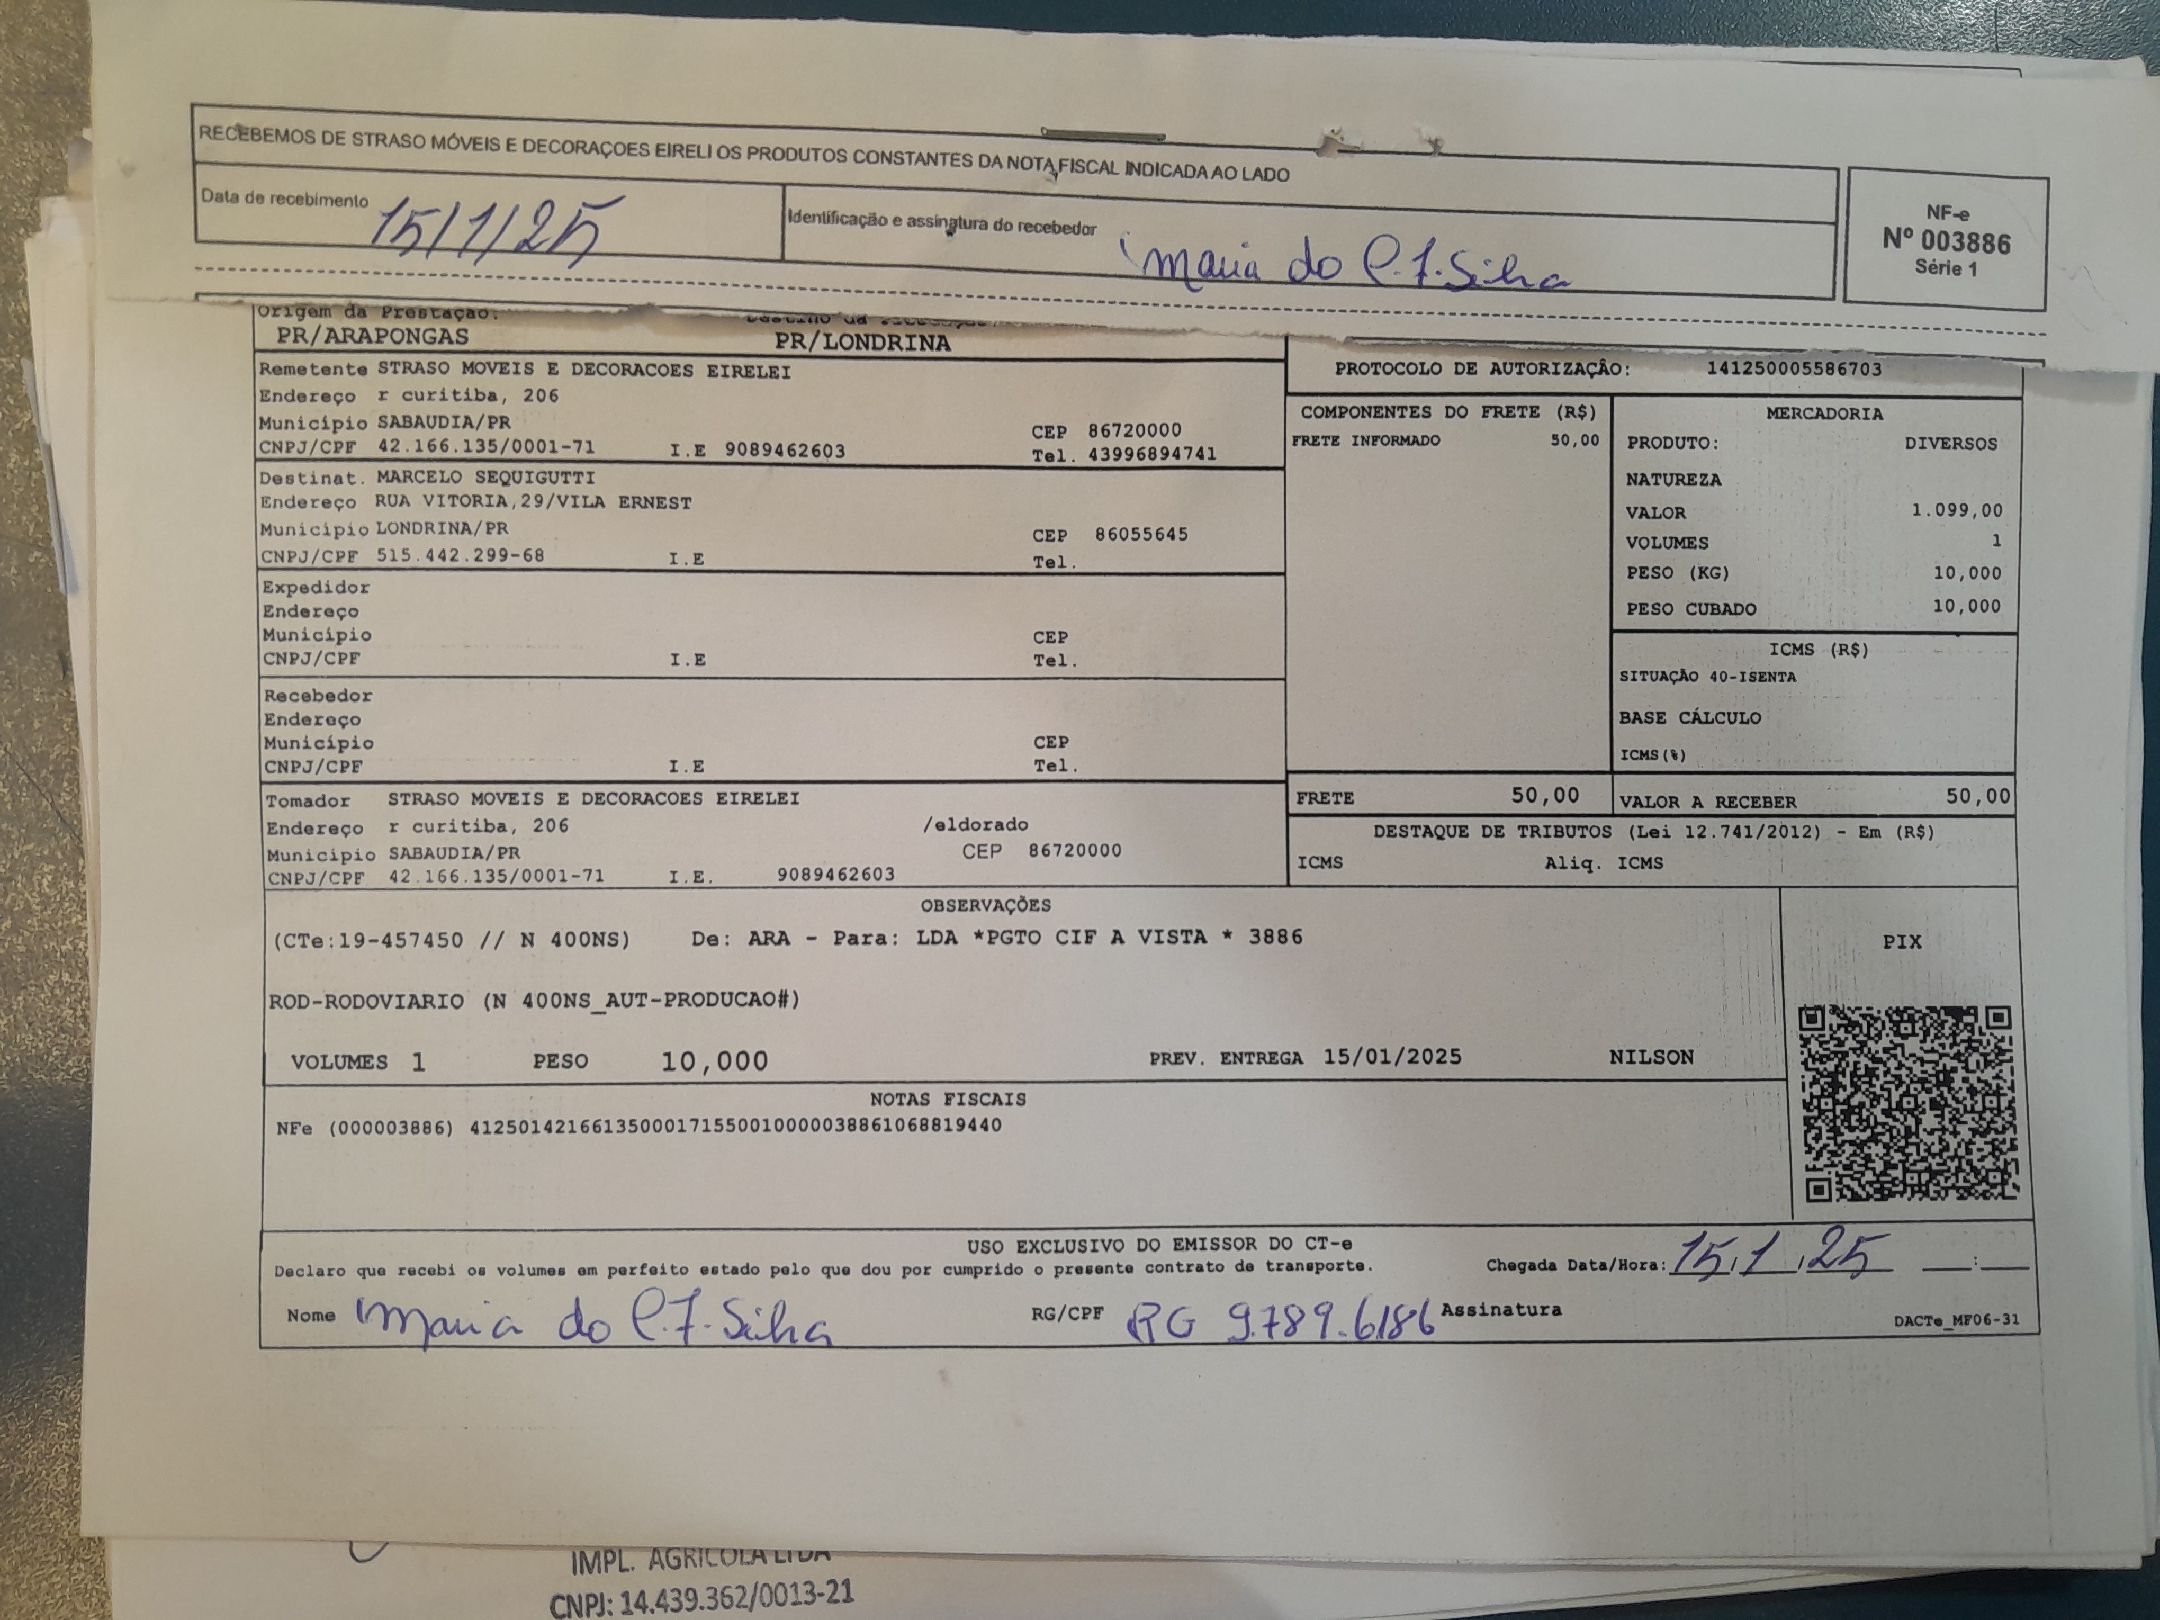 RECEBEMOS DE STRASO MÓVEIS E DECORAÇOES EIRELI OS PRODUTOS CONSTANTES DA NOTA FISCAL INDICADA AO LADO
Data de recebimento 15/1/25
Identificação e assinatura do recebedor Maria do C. F. Silva
NF-e
Nº 003886
Série 1
Origem da Prestação:
PR/ARAPONGAS PR/LONDRINA
Remetente STRASO MOVEIS E DECORACOES EIRELEI
Endereço r curitiba, 206
Município SABAUDIA/PR CEP 86720000
CNPJ/CPF 42.166.135/0001-71 I.E 9089462603 Tel. 43996894741
Destinat. MARCELO SEQUIGUTTI
Endereço RUA VITORIA,29/VILA ERNEST
Município LONDRINA/PR CEP 86055645
CNPJ/CPF 515.442.299-68 I.E Tel.
Expedidor
Endereço
Município CEP
CNPJ/CPF I.E Tel.
Recebedor
Endereço
Município CEP
CNPJ/CPF I.E Tel.
Tomador STRASO MOVEIS E DECORACOES EIRELEI
Endereço r curitiba, 206 /eldorado
Município SABAUDIA/PR CEP 86720000
CNPJ/CPF 42.166.135/0001-71 I.E. 9089462603
PROTOCOLO DE AUTORIZAÇÂO: 141250005586703
COMPONENTES DO FRETE (R$)
FRETE INFORMADO 50,00
MERCADORIA
PRODUTO: DIVERSOS
NATUREZA
VALOR 1.099,00
VOLUMES 1
PESO (KG) 10,000
PESO CUBADO 10,000
ICMS (R$)
SITUAÇÃO 40-ISENTA
BASE CÁLCULO
ICMS(%)
FRETE 50,00 VALOR A RECEBER 50,00
DESTAQUE DE TRIBUTOS (Lei 12.741/2012) - Em (R$)
ICMS Aliq. ICMS
OBSERVAÇÕES
(CTe:19-457450 // N 400NS) De: ARA - Para: LDA *PGTO CIF A VISTA * 3886
ROD-RODOVIARIO (N 400NS_AUT-PRODUCAO#)
VOLUMES 1 PESO 10,000 PREV. ENTREGA 15/01/2025 NILSON
PIX
NOTAS FISCAIS
NFe (000003886) 41250142166135000171550010000038861068819440
USO EXCLUSIVO DO EMISSOR DO CT-e
Declaro que recebi os volumes em perfeito estado pelo que dou por cumprido o presente contrato de transporte. Chegada Data/Hora: 15/1/25 __:__
Nome Maria do C. F. Silva RG/CPF RG 9.789.6186 Assinatura DACTe_MF06-31
IMPL. AGRICOLA LTDA
CNPJ: 14.439.362/0013-21